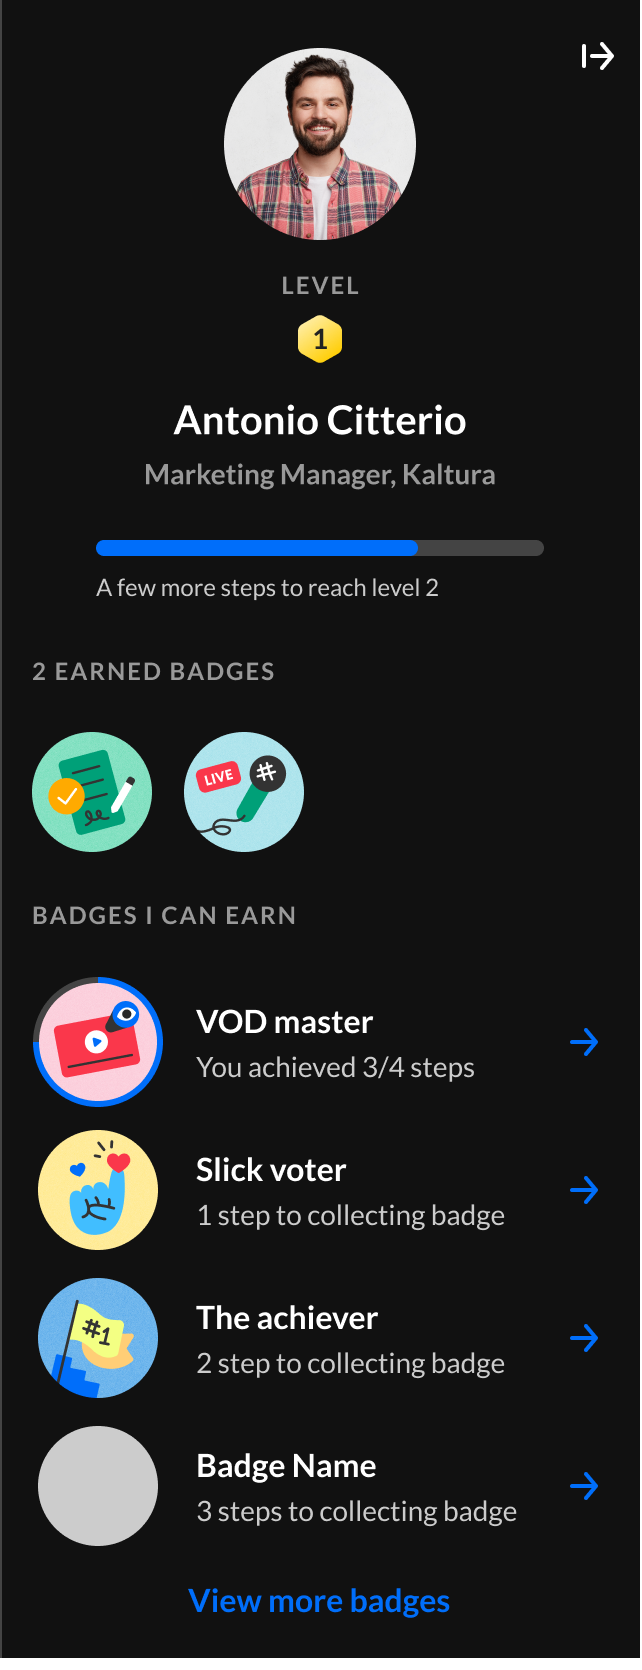 LEVEL
1
Antonio Citterio
Marketing Manager, Kaltura
A few more steps to reach level 2
2 EARNED BADGES
LIVE
#
BADGES I CAN EARN
VOD master
You achieved 3/4 steps
Slick voter
1 step to collecting badge
#1
The achiever
2 step to collecting badge
Badge Name
3 steps to collecting badge
View more badges